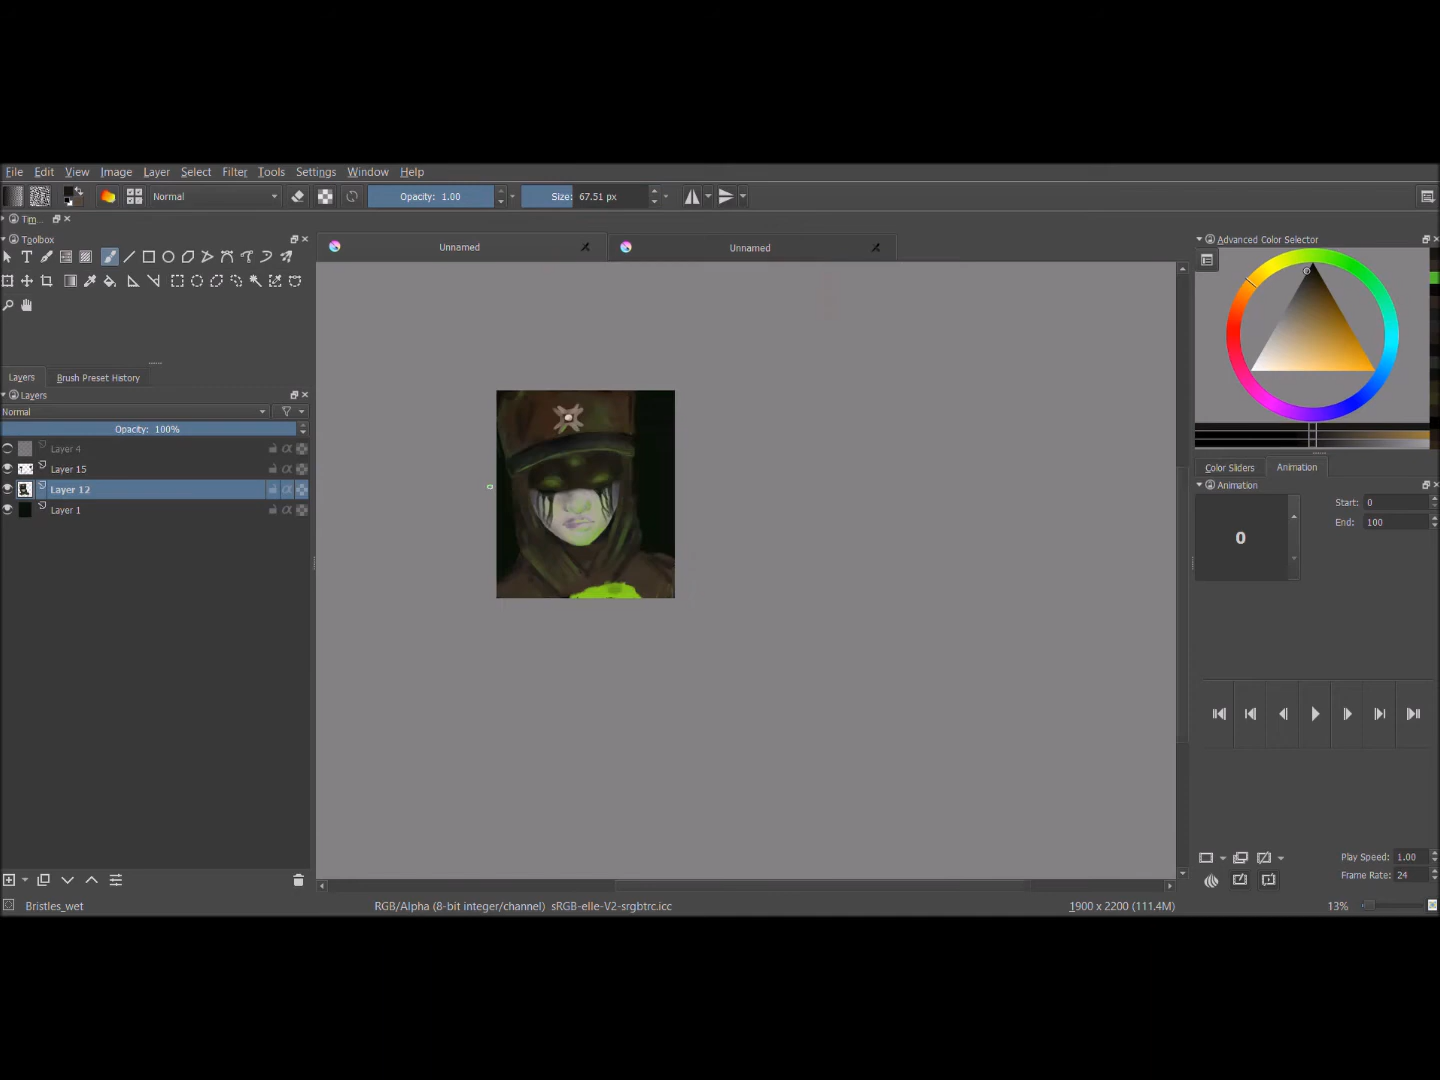 File Edit View Image Layer Select Filter Tools Settings Window Help
Normal Opacity: 1.00 Size: 67.51 px
Tim...
Toolbox
Unnamed Unnamed
Advanced Color Selector
Layers Brush Preset History
Layers
Normal
Opacity: 100%
Layer 4
Layer 15
Layer 12
Layer 1
Color Sliders Animation
Animation
0
Start: 0
End: 100
Play Speed: 1.00
Frame Rate: 24
Bristles_wet RGB/Alpha (8-bit integer/channel) sRGB-elle-V2-srgbtrc.icc 1900 x 2200 (111.4M) 13%